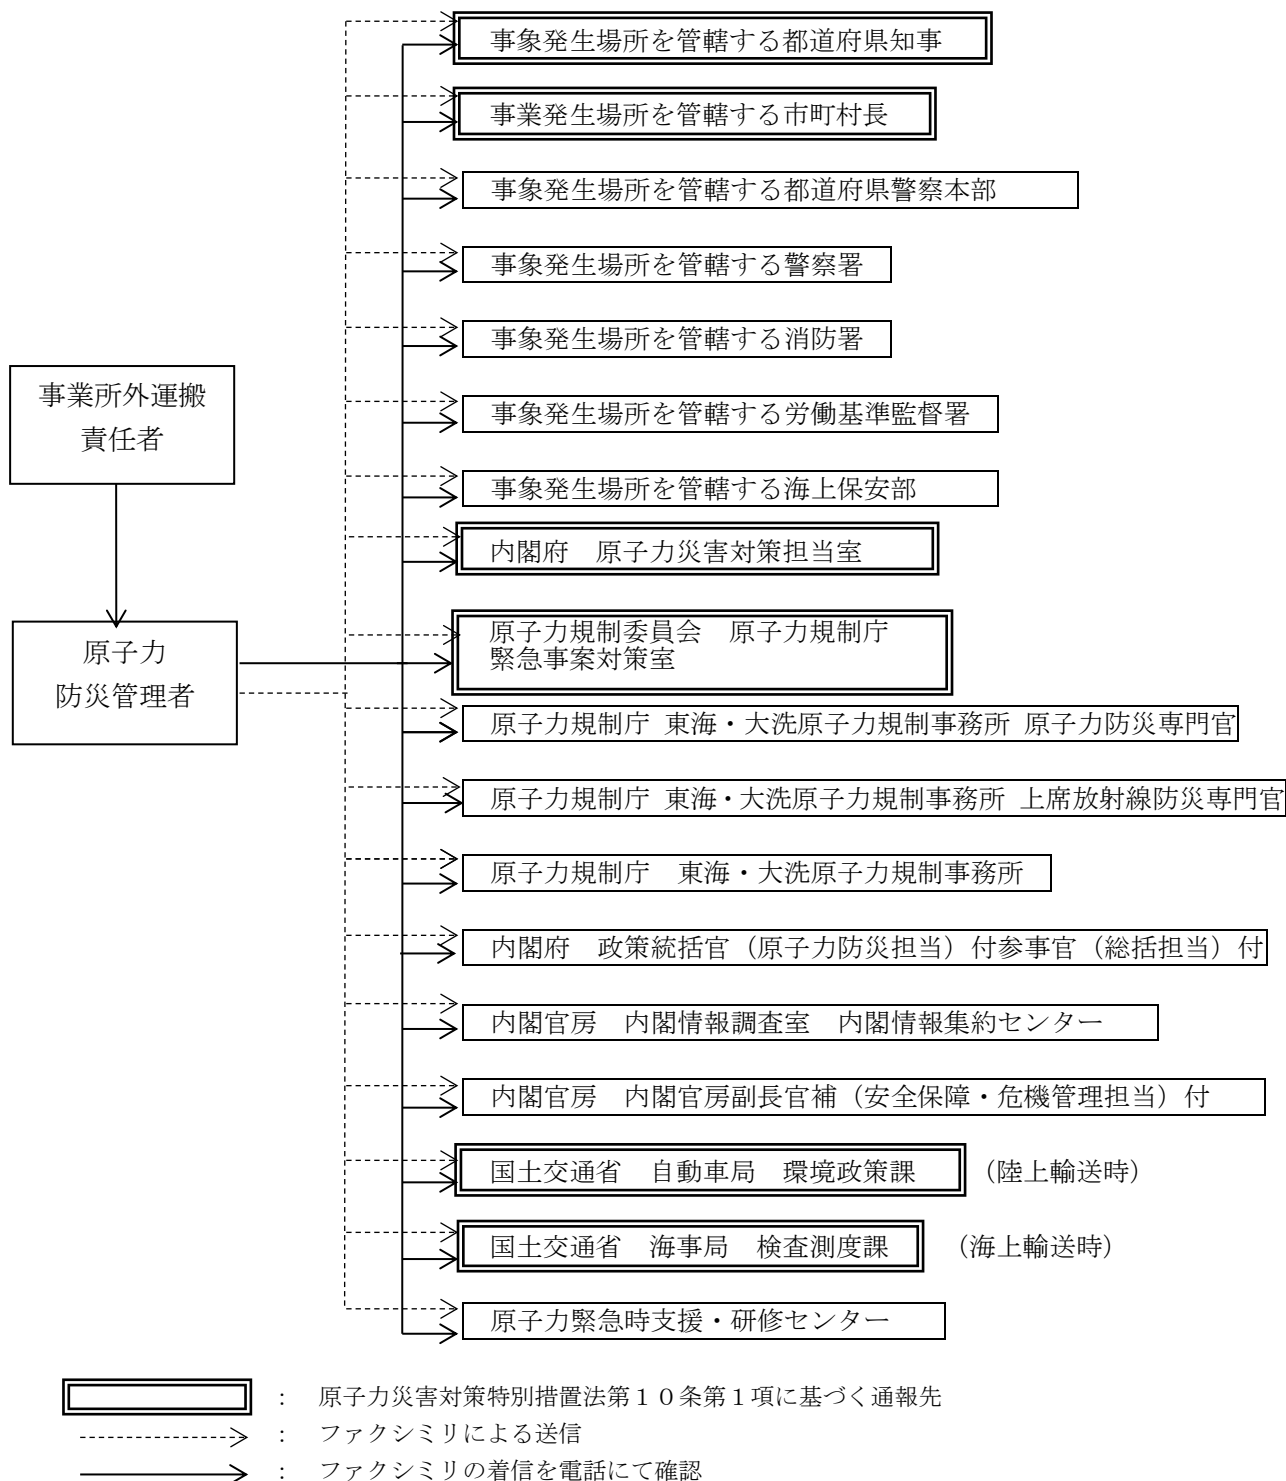 事象発生場所を管轄する都道府県知事
事業発生場所を管轄する市町村長
事象発生場所を管轄する都道府県警察本部
事象発生場所を管轄する警察署
事象発生場所を管轄する消防署
事業所外運搬
責任者
事象発生場所を管轄する労働基準監督署
事象発生場所を管轄する海上保安部
内閣府　原子力災害対策担当室
原子力
防災管理者
原子力規制委員会　原子力規制庁
緊急事案対策室
原子力規制庁 東海・大洗原子力規制事務所 原子力防災専門官
原子力規制庁 東海・大洗原子力規制事務所 上席放射線防災専門官
原子力規制庁　東海・大洗原子力規制事務所
内閣府　政策統括官（原子力防災担当）付参事官（総括担当）付
内閣官房　内閣情報調査室　内閣情報集約センター
内閣官房　内閣官房副長官補（安全保障・危機管理担当）付
国土交通省　自動車局　環境政策課　（陸上輸送時）
国土交通省　海事局　検査測度課　（海上輸送時）
原子力緊急時支援・研修センター
：　原子力災害対策特別措置法第１０条第１項に基づく通報先
：　ファクシミリによる送信
：　ファクシミリの着信を電話にて確認